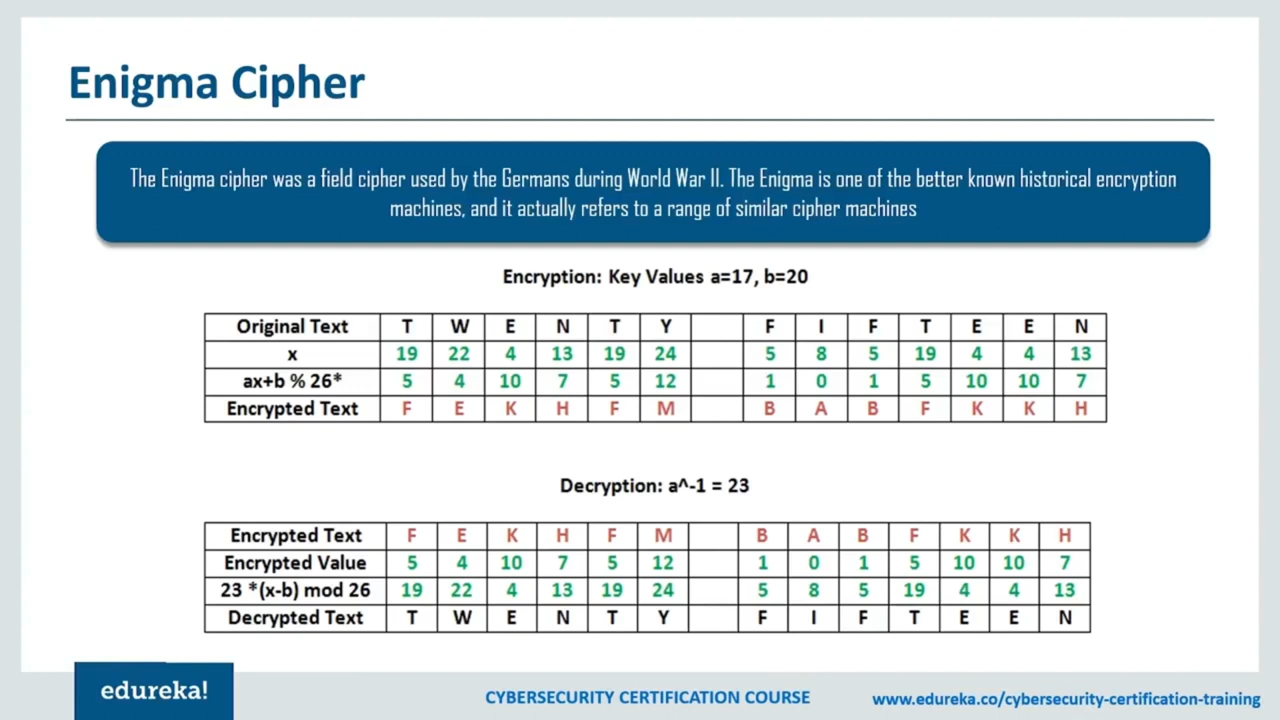 Enigma Cipher
The Enigma cipher was a field cipher used by the Germans during World War II. The Enigma is one of the better known historical encryption
machines, and it actually refers to a range of similar cipher machines
Encryption: Key Values a=17, b=20
Original Text T W E N T Y F I F T E E N
x 19 22 4 13 19 24 5 8 5 19 4 4 13
ax+b % 26* 5 4 10 7 5 12 1 0 1 5 10 10 7
Encrypted Text F E K H F M B A B F K K H
Decryption: a^-1 = 23
Encrypted Text F E K H F M B A B F K K H
Encrypted Value 5 4 10 7 5 12 1 0 1 5 10 10 7
23 *(x-b) mod 26 19 22 4 13 19 24 5 8 5 19 4 4 13
Decrypted Text T W E N T Y F I F T E E N
edureka!
CYBERSECURITY CERTIFICATION COURSE
www.edureka.co/cybersecurity-certification-training